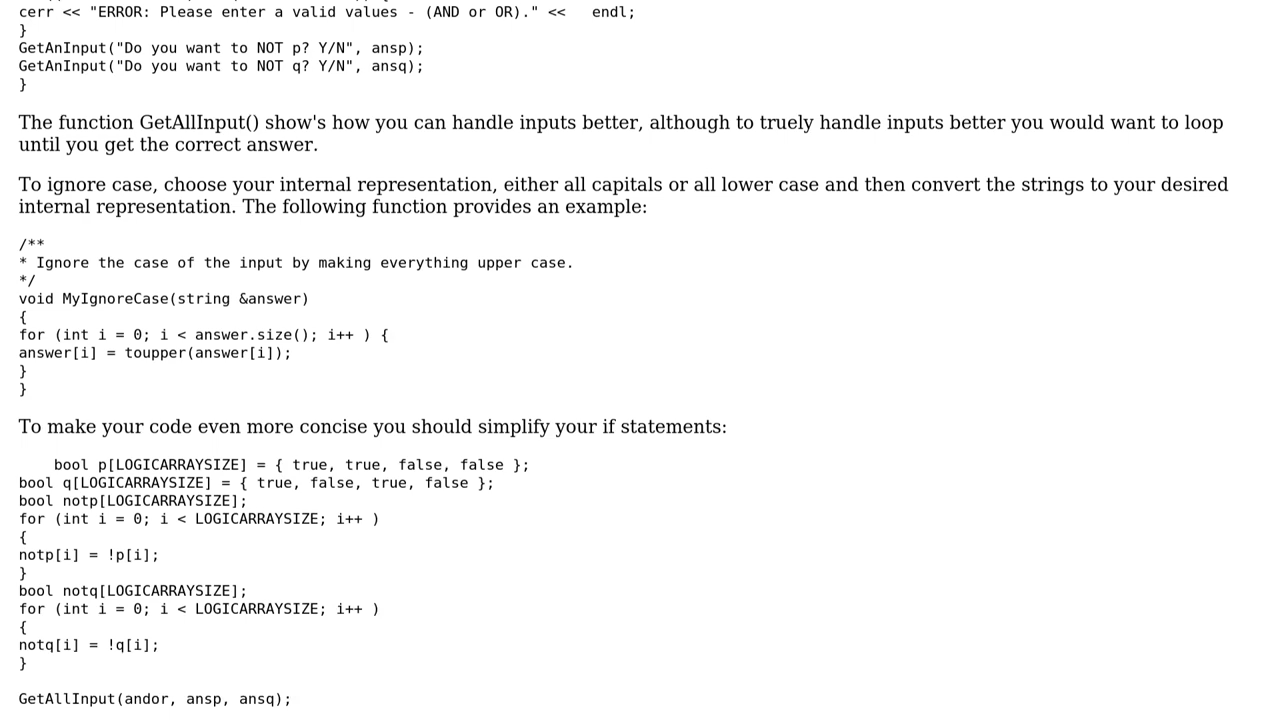 cerr << "ERROR: Please enter a valid values - (AND or OR)." <<   endl;
}
GetAnInput("Do you want to NOT p? Y/N", ansp);
GetAnInput("Do you want to NOT q? Y/N", ansq);
}
The function GetAllInput() show's how you can handle inputs better, although to truely handle inputs better you would want to loop
until you get the correct answer.
To ignore case, choose your internal representation, either all capitals or all lower case and then convert the strings to your desired
internal representation. The following function provides an example:
/**
* Ignore the case of the input by making everything upper case.
*/
void MyIgnoreCase(string &answer)
{
for (int i = 0; i < answer.size(); i++ ) {
answer[i] = toupper(answer[i]);
}
}
To make your code even more concise you should simplify your if statements:
    bool p[LOGICARRAYSIZE] = { true, true, false, false };
bool q[LOGICARRAYSIZE] = { true, false, true, false };
bool notp[LOGICARRAYSIZE];
for (int i = 0; i < LOGICARRAYSIZE; i++ )
{
notp[i] = !p[i];
}
bool notq[LOGICARRAYSIZE];
for (int i = 0; i < LOGICARRAYSIZE; i++ )
{
notq[i] = !q[i];
}
GetAllInput(andor, ansp, ansq);